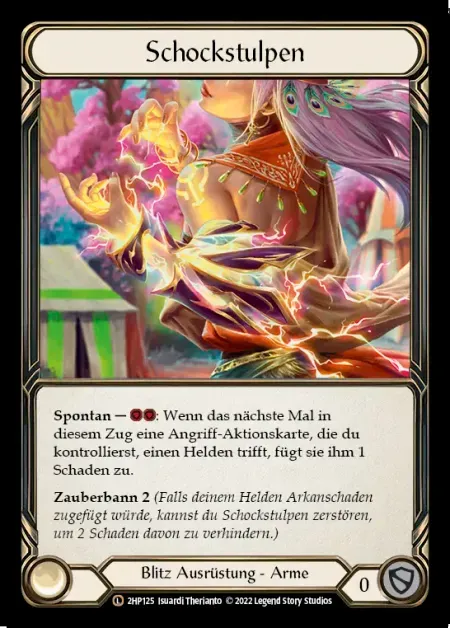 Schockstulpen
Spontan — : Wenn das nächste Mal in
diesem Zug eine Angriff-Aktionskarte, die du
kontrollierst, einen Helden trifft, fügt sie ihm 1
Schaden zu.
Zauberbann 2 (Falls deinem Helden Arkanschaden
zugefügt würde, kannst du Schockstulpen zerstören,
um 2 Schaden davon zu verhindern.)
Blitz Ausrüstung - Arme
0
L 2HP125 Isuardi Therianto © 2022 Legend Story Studios